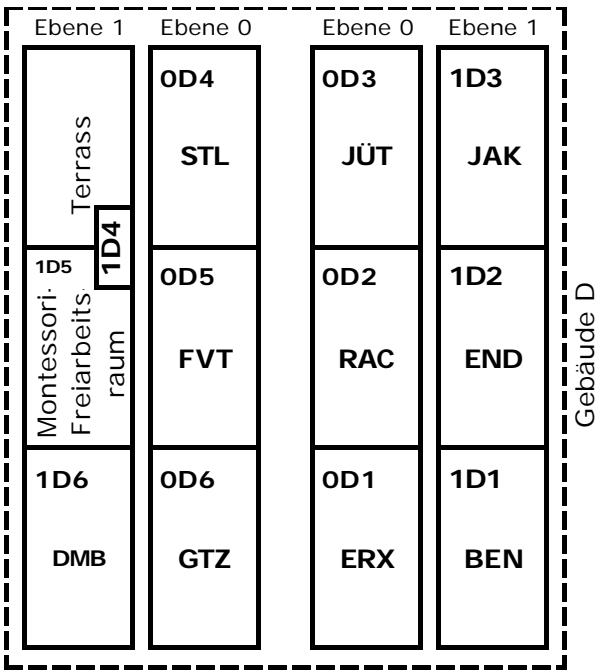 Ebene 1 Ebene 0 Ebene 0 Ebene 1
0D4 0D3 1D3
Terrass
STL JÜT JAK
1D4
1D5 0D5 0D2 1D2
Montessori-
Freiarbeits-
raum
FVT RAC END
Gebäude D
1D6 0D6 0D1 1D1
DMB GTZ ERX BEN